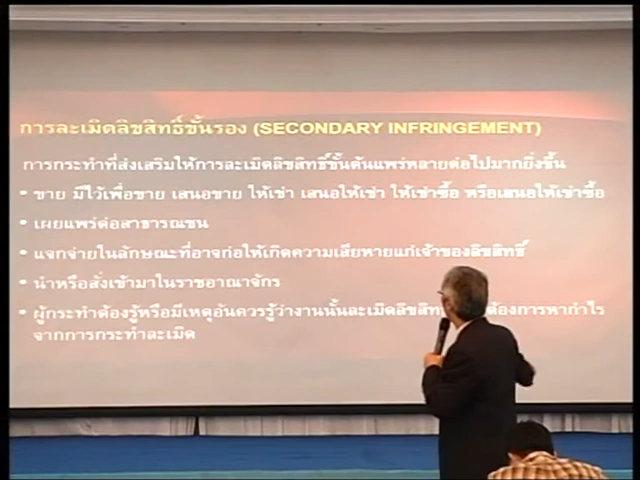 การละเมิดลิขสิทธิ์ขั้นรอง (SECONDARY INFRINGEMENT)
การกระทำที่ส่งเสริมให้การละเมิดลิขสิทธิ์ขั้นต้นแพร่หลายต่อไปมากยิ่งขึ้น
• ขาย มีไว้เพื่อขาย เสนอขาย ให้เช่า เสนอให้เช่า ให้เช่าซื้อ หรือเสนอให้เช่าซื้อ
• เผยแพร่ต่อสาธารณชน
• แจกจ่ายในลักษณะที่อาจก่อให้เกิดความเสียหายแก่เจ้าของลิขสิทธิ์
• นำหรือสั่งเข้ามาในราชอาณาจักร
• ผู้กระทำต้องรู้หรือมีเหตุอันควรรู้ว่างานนั้นละเมิดลิขสิท ต้องการหากำไร
จากการกระทำละเมิด